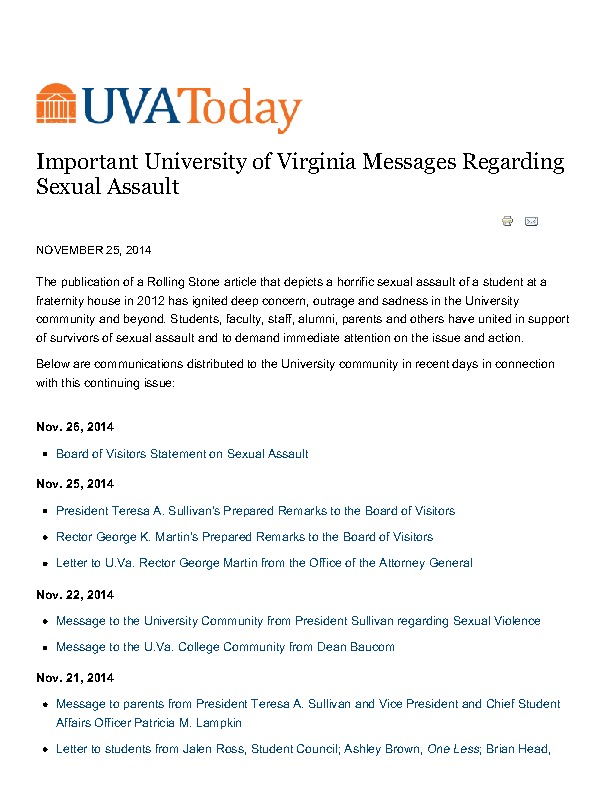 UVAToday
Important University of Virginia Messages Regarding
Sexual Assault
NOVEMBER 25, 2014
The publication of a Rolling Stone article that depicts a horrific sexual assault of a student at a
fraternity house in 2012 has ignited deep concern, outrage and sadness in the University
community and beyond. Students, faculty, staff, alumni, parents and others have united in support
of survivors of sexual assault and to demand immediate attention on the issue and action.
Below are communications distributed to the University community in recent days in connection
with this continuing issue:
Nov. 26, 2014
• Board of Visitors Statement on Sexual Assault
Nov. 25, 2014
• President Teresa A. Sullivan's Prepared Remarks to the Board of Visitors
• Rector George K. Martin's Prepared Remarks to the Board of Visitors
• Letter to U.Va. Rector George Martin from the Office of the Attorney General
Nov. 22, 2014
• Message to the University Community from President Sullivan regarding Sexual Violence
• Message to the U.Va. College Community from Dean Baucom
Nov. 21, 2014
• Message to parents from President Teresa A. Sullivan and Vice President and Chief Student
Affairs Officer Patricia M. Lampkin
• Letter to students from Jalen Ross, Student Council; Ashley Brown, One Less; Brian Head,